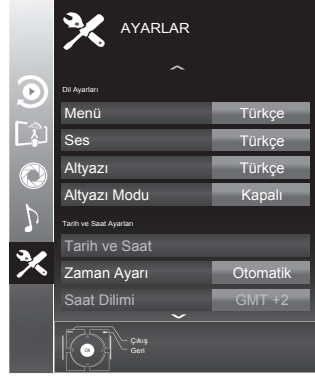 AYARLAR
Dil Ayarları
Menü Türkçe
Ses Türkçe
Altyazı Türkçe
Altyazı Modu Kapalı
Tarih ve Saat Ayarları
Tarih ve Saat
Zaman Ayarı Otomatik
Saat Dilimi GMT +2
Çıkış
Geri
OK